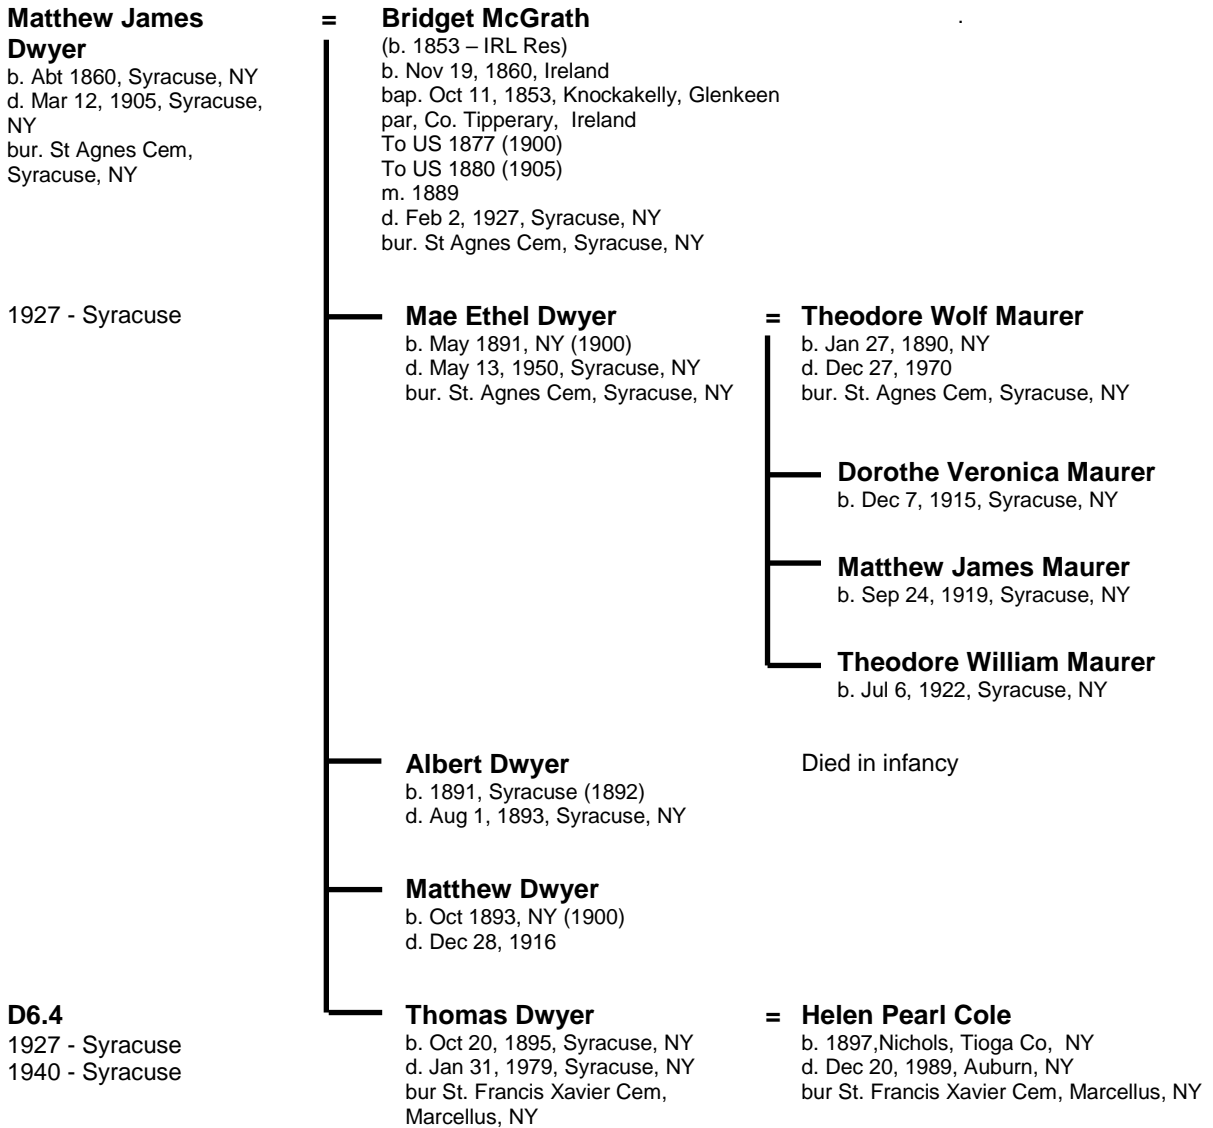 Matthew James
Dwyer
b. Abt 1860, Syracuse, NY
d. Mar 12, 1905, Syracuse,
NY
bur. St Agnes Cem,
Syracuse, NY
=
Bridget McGrath
(b. 1853 – IRL Res)
b. Nov 19, 1860, Ireland
bap. Oct 11, 1853, Knockakelly, Glenkeen
par, Co. Tipperary,  Ireland
To US 1877 (1900)
To US 1880 (1905)
m. 1889
d. Feb 2, 1927, Syracuse, NY
bur. St Agnes Cem, Syracuse, NY
.
1927 - Syracuse
Mae Ethel Dwyer
b. May 1891, NY (1900)
d. May 13, 1950, Syracuse, NY
bur. St. Agnes Cem, Syracuse, NY
=
Theodore Wolf Maurer
b. Jan 27, 1890, NY
d. Dec 27, 1970
bur. St. Agnes Cem, Syracuse, NY
Dorothe Veronica Maurer
b. Dec 7, 1915, Syracuse, NY
Matthew James Maurer
b. Sep 24, 1919, Syracuse, NY
Theodore William Maurer
b. Jul 6, 1922, Syracuse, NY
Albert Dwyer
b. 1891, Syracuse (1892)
d. Aug 1, 1893, Syracuse, NY
Died in infancy
Matthew Dwyer
b. Oct 1893, NY (1900)
d. Dec 28, 1916
D6.4
1927 - Syracuse
1940 - Syracuse
Thomas Dwyer
b. Oct 20, 1895, Syracuse, NY
d. Jan 31, 1979, Syracuse, NY
bur St. Francis Xavier Cem,
Marcellus, NY
=
Helen Pearl Cole
b. 1897,Nichols, Tioga Co,  NY
d. Dec 20, 1989, Auburn, NY
bur St. Francis Xavier Cem, Marcellus, NY